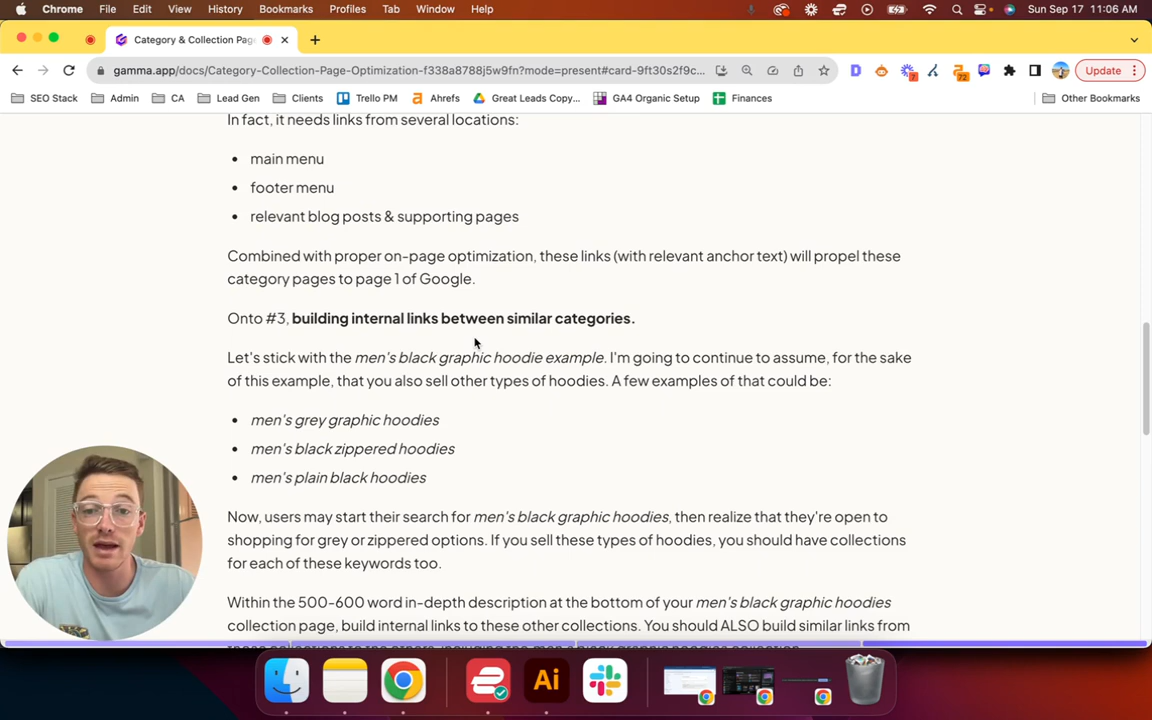 Chrome File Edit View History Bookmarks Profiles Tab Window Help Sun Sep 17 11:06 AM
Category & Collection Pag
gamma.app/docs/Category-Collection-Page-Optimization-f338a8788j5w9fn?mode=present#card-9ft30s2f9c... Update
SEO Stack Admin CA Lead Gen Clients Trello PM Ahrefs Great Leads Copy... GA4 Organic Setup Finances Other Bookmarks
In fact, it needs links from several locations:
• main menu
• footer menu
• relevant blog posts & supporting pages
Combined with proper on-page optimization, these links (with relevant anchor text) will propel these
category pages to page 1 of Google.
Onto #3, building internal links between similar categories.
Let's stick with the men's black graphic hoodie example. I'm going to continue to assume, for the sake
of this example, that you also sell other types of hoodies. A few examples of that could be:
• men's grey graphic hoodies
• men's black zippered hoodies
• men's plain black hoodies
Now, users may start their search for men's black graphic hoodies, then realize that they're open to
shopping for grey or zippered options. If you sell these types of hoodies, you should have collections
for each of these keywords too.
Within the 500-600 word in-depth description at the bottom of your men's black graphic hoodies
collection page, build internal links to these other collections. You should ALSO build similar links from
Ai